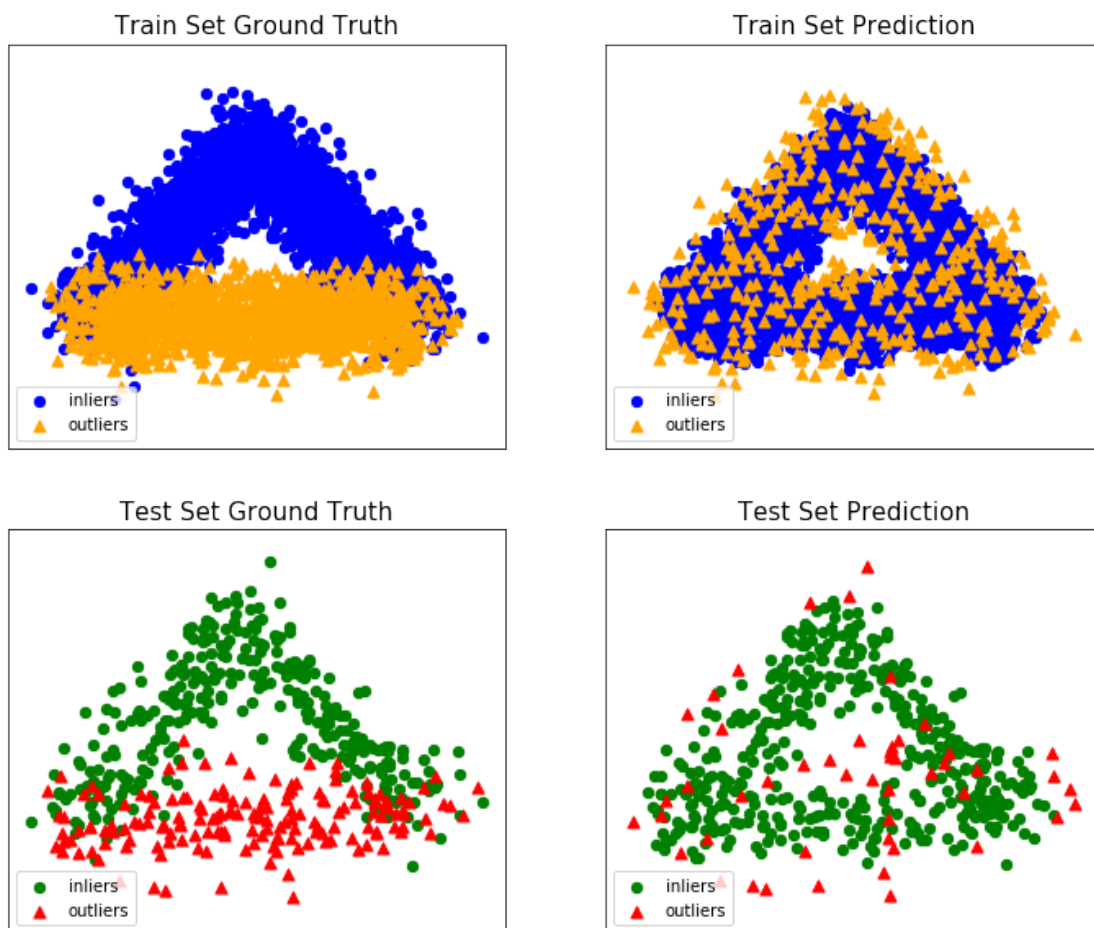 Train Set Ground Truth
Train Set Prediction
inliers
outliers
inliers
outliers
Test Set Ground Truth
Test Set Prediction
inliers
outliers
inliers
outliers